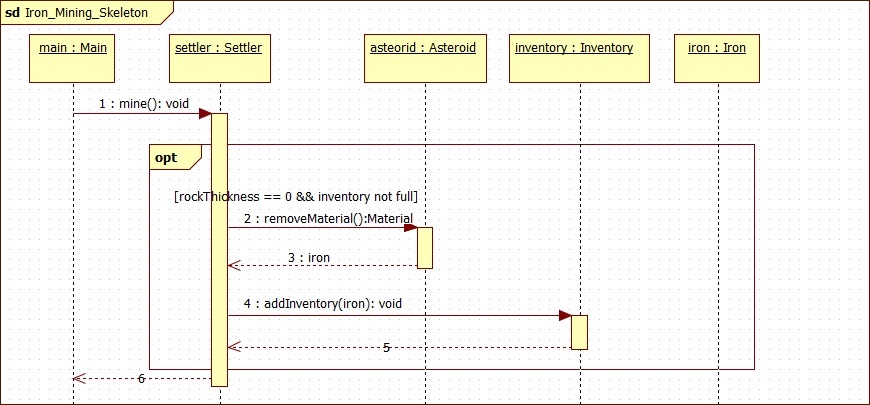 sd Iron_Mining_Skeleton
main : Main
settler : Settler
asteorid : Asteroid
inventory : Inventory
iron : Iron
1 : mine(): void
opt
[rockThickness == 0 && inventory not full]
2 : removeMaterial():Material
3 : iron
4 : addInventory(iron): void
5
6